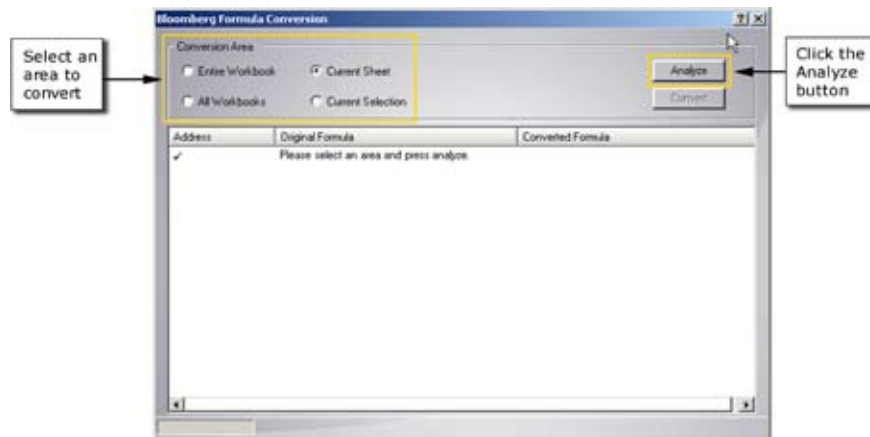 Bloomberg Formula Conversion
Select an
area to
convert
Conversion Area
Entire Workbook
Current Sheet
All Workbooks
Current Selection
Analyze
Convert
Click the
Analyze
button
Address
Original Formula
Converted Formula
Please select an area and press analyze.